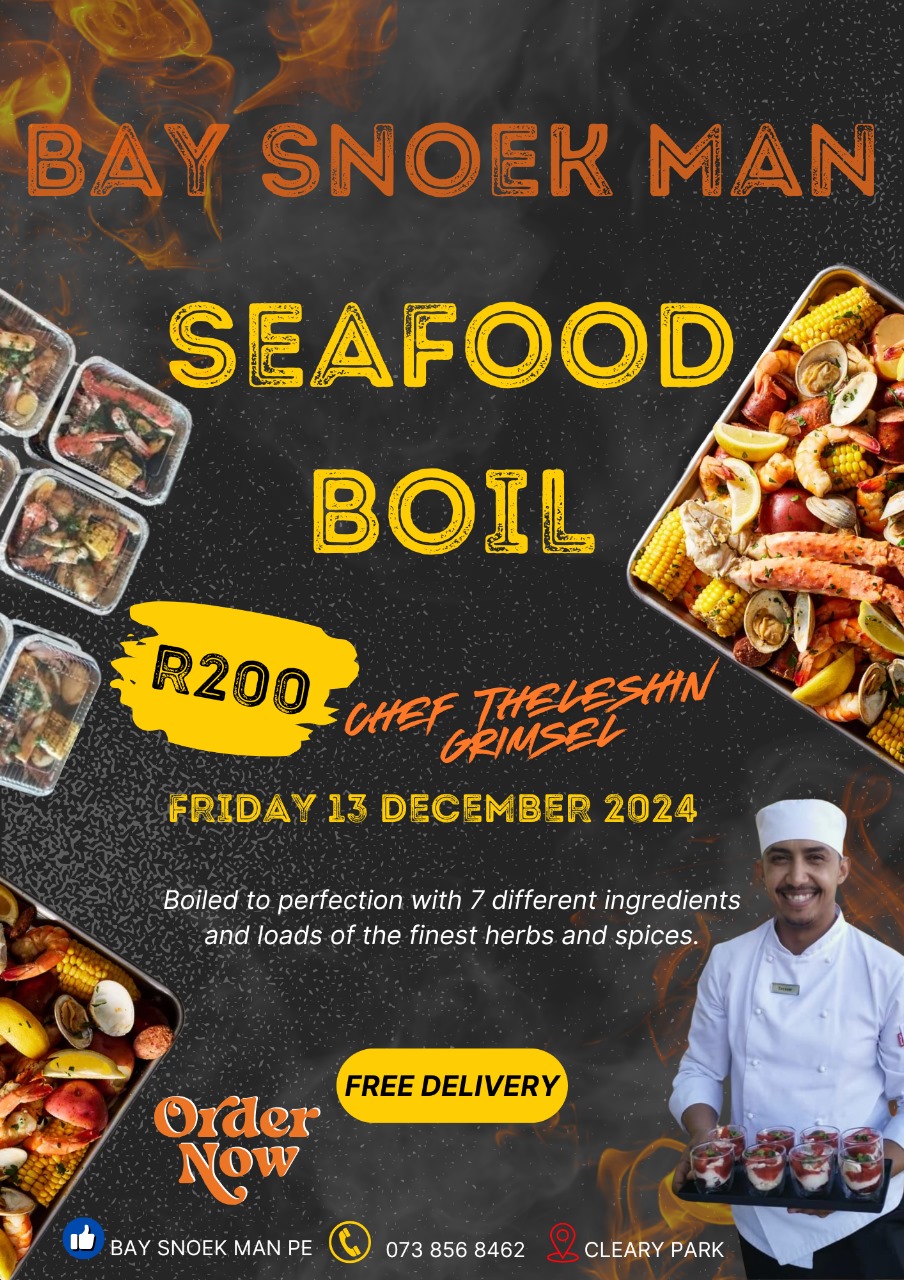 BAY SNOEK MAN
SEAFOOD
BOIL
R200
CHEF THELESHIN
GRIMSEL
FRIDAY 13 DECEMBER 2024
Boiled to perfection with 7 different ingredients
and loads of the finest herbs and spices.
FREE DELIVERY
Order
Now
BAY SNOEK MAN PE
073 856 8462
CLEARY PARK